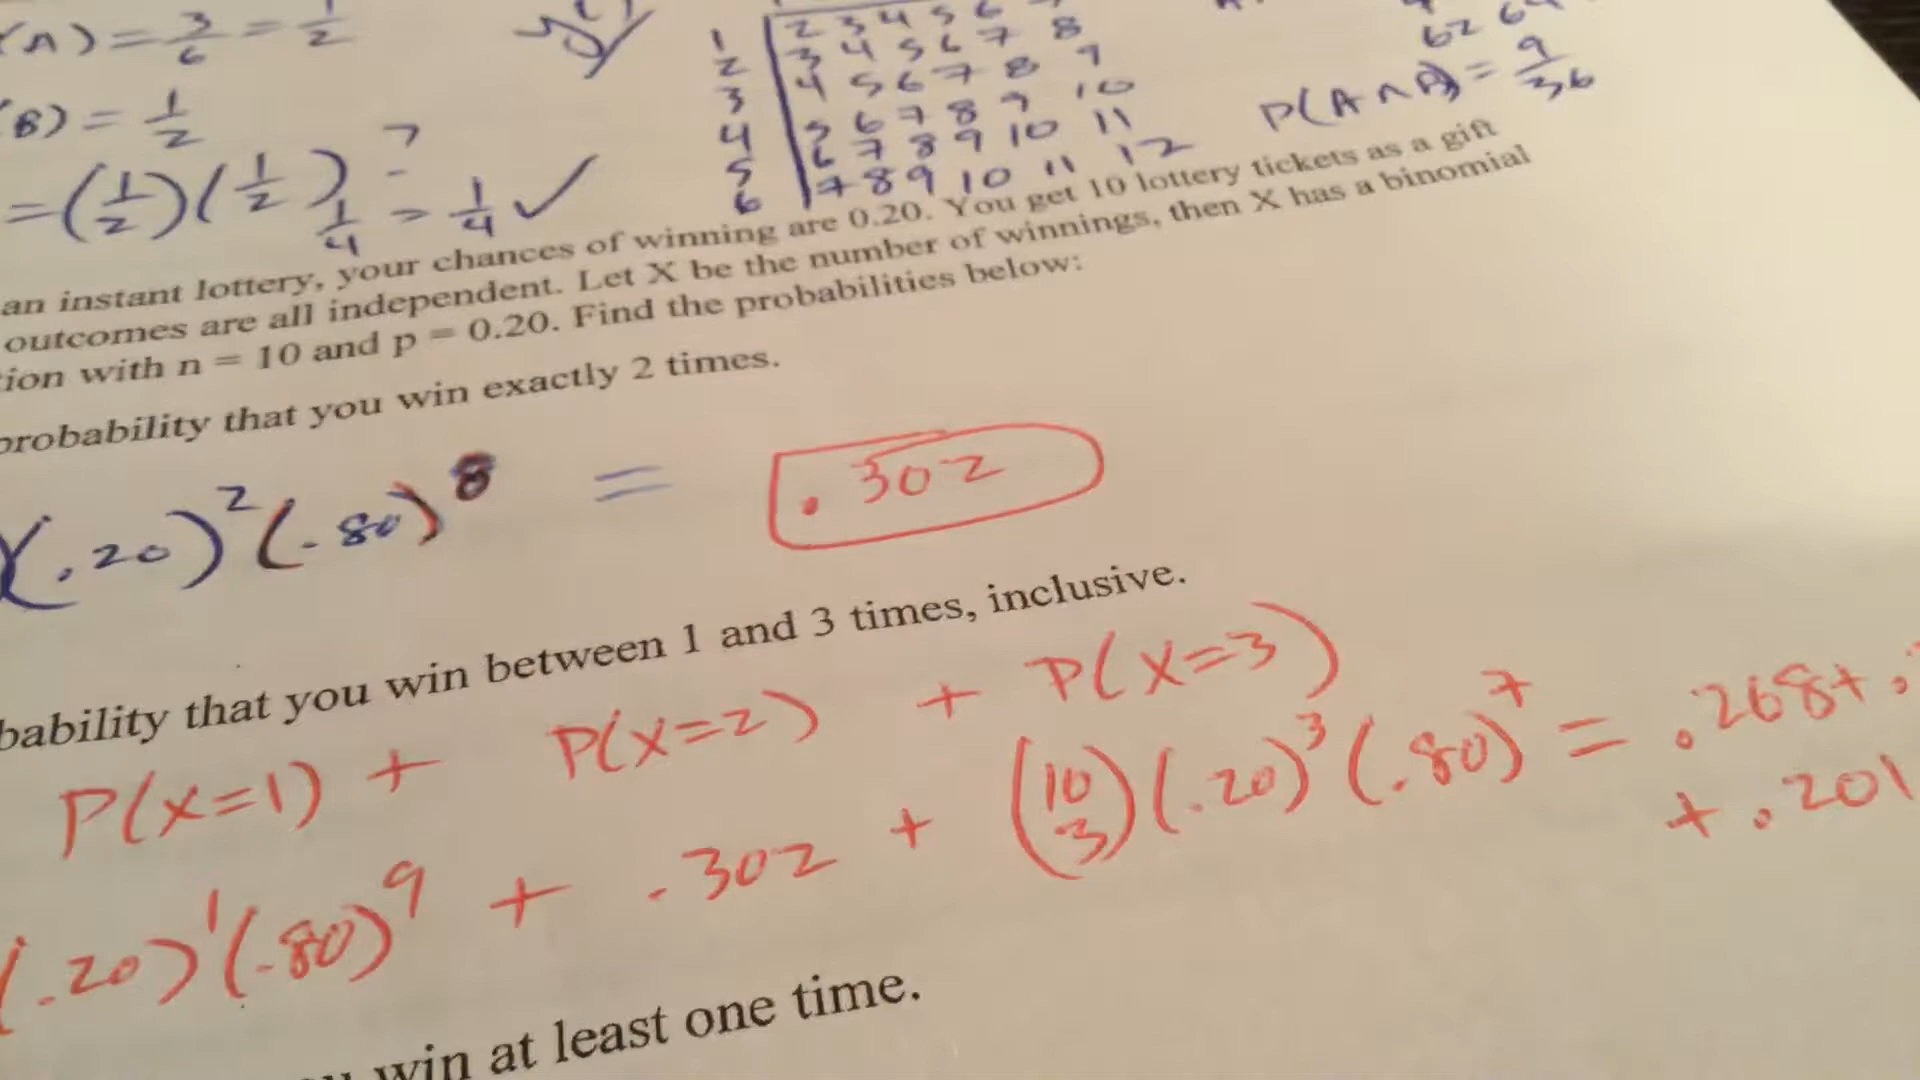 (A) = 3/6 = 1/2
(B) = 1/2
= (1/2)(1/2) ?= 1/4 = 1/4 ✓
1 2 3 4 5 6 7
2 3 4 5 6 7 8
3 4 5 6 7 8 9
4 5 6 7 8 9 10
5 6 7 8 9 10 11
6 7 8 9 10 11 12
62 64
P(A∩B) = 9/36
an instant lottery, your chances of winning are 0.20. You get 10 lottery tickets as a gift
outcomes are all independent. Let X be the number of winnings, then X has a binomial
ion with n = 10 and p = 0.20. Find the probabilities below:
probability that you win exactly 2 times.
(.20)²(.80)⁸ = .302
bability that you win between 1 and 3 times, inclusive.
P(X=1) + P(X=2) + P(X=3)
(.20)¹(.80)⁹ + .302 + (10 3)(.20)³(.80)⁷ = .268+.
+ .201
win at least one time.